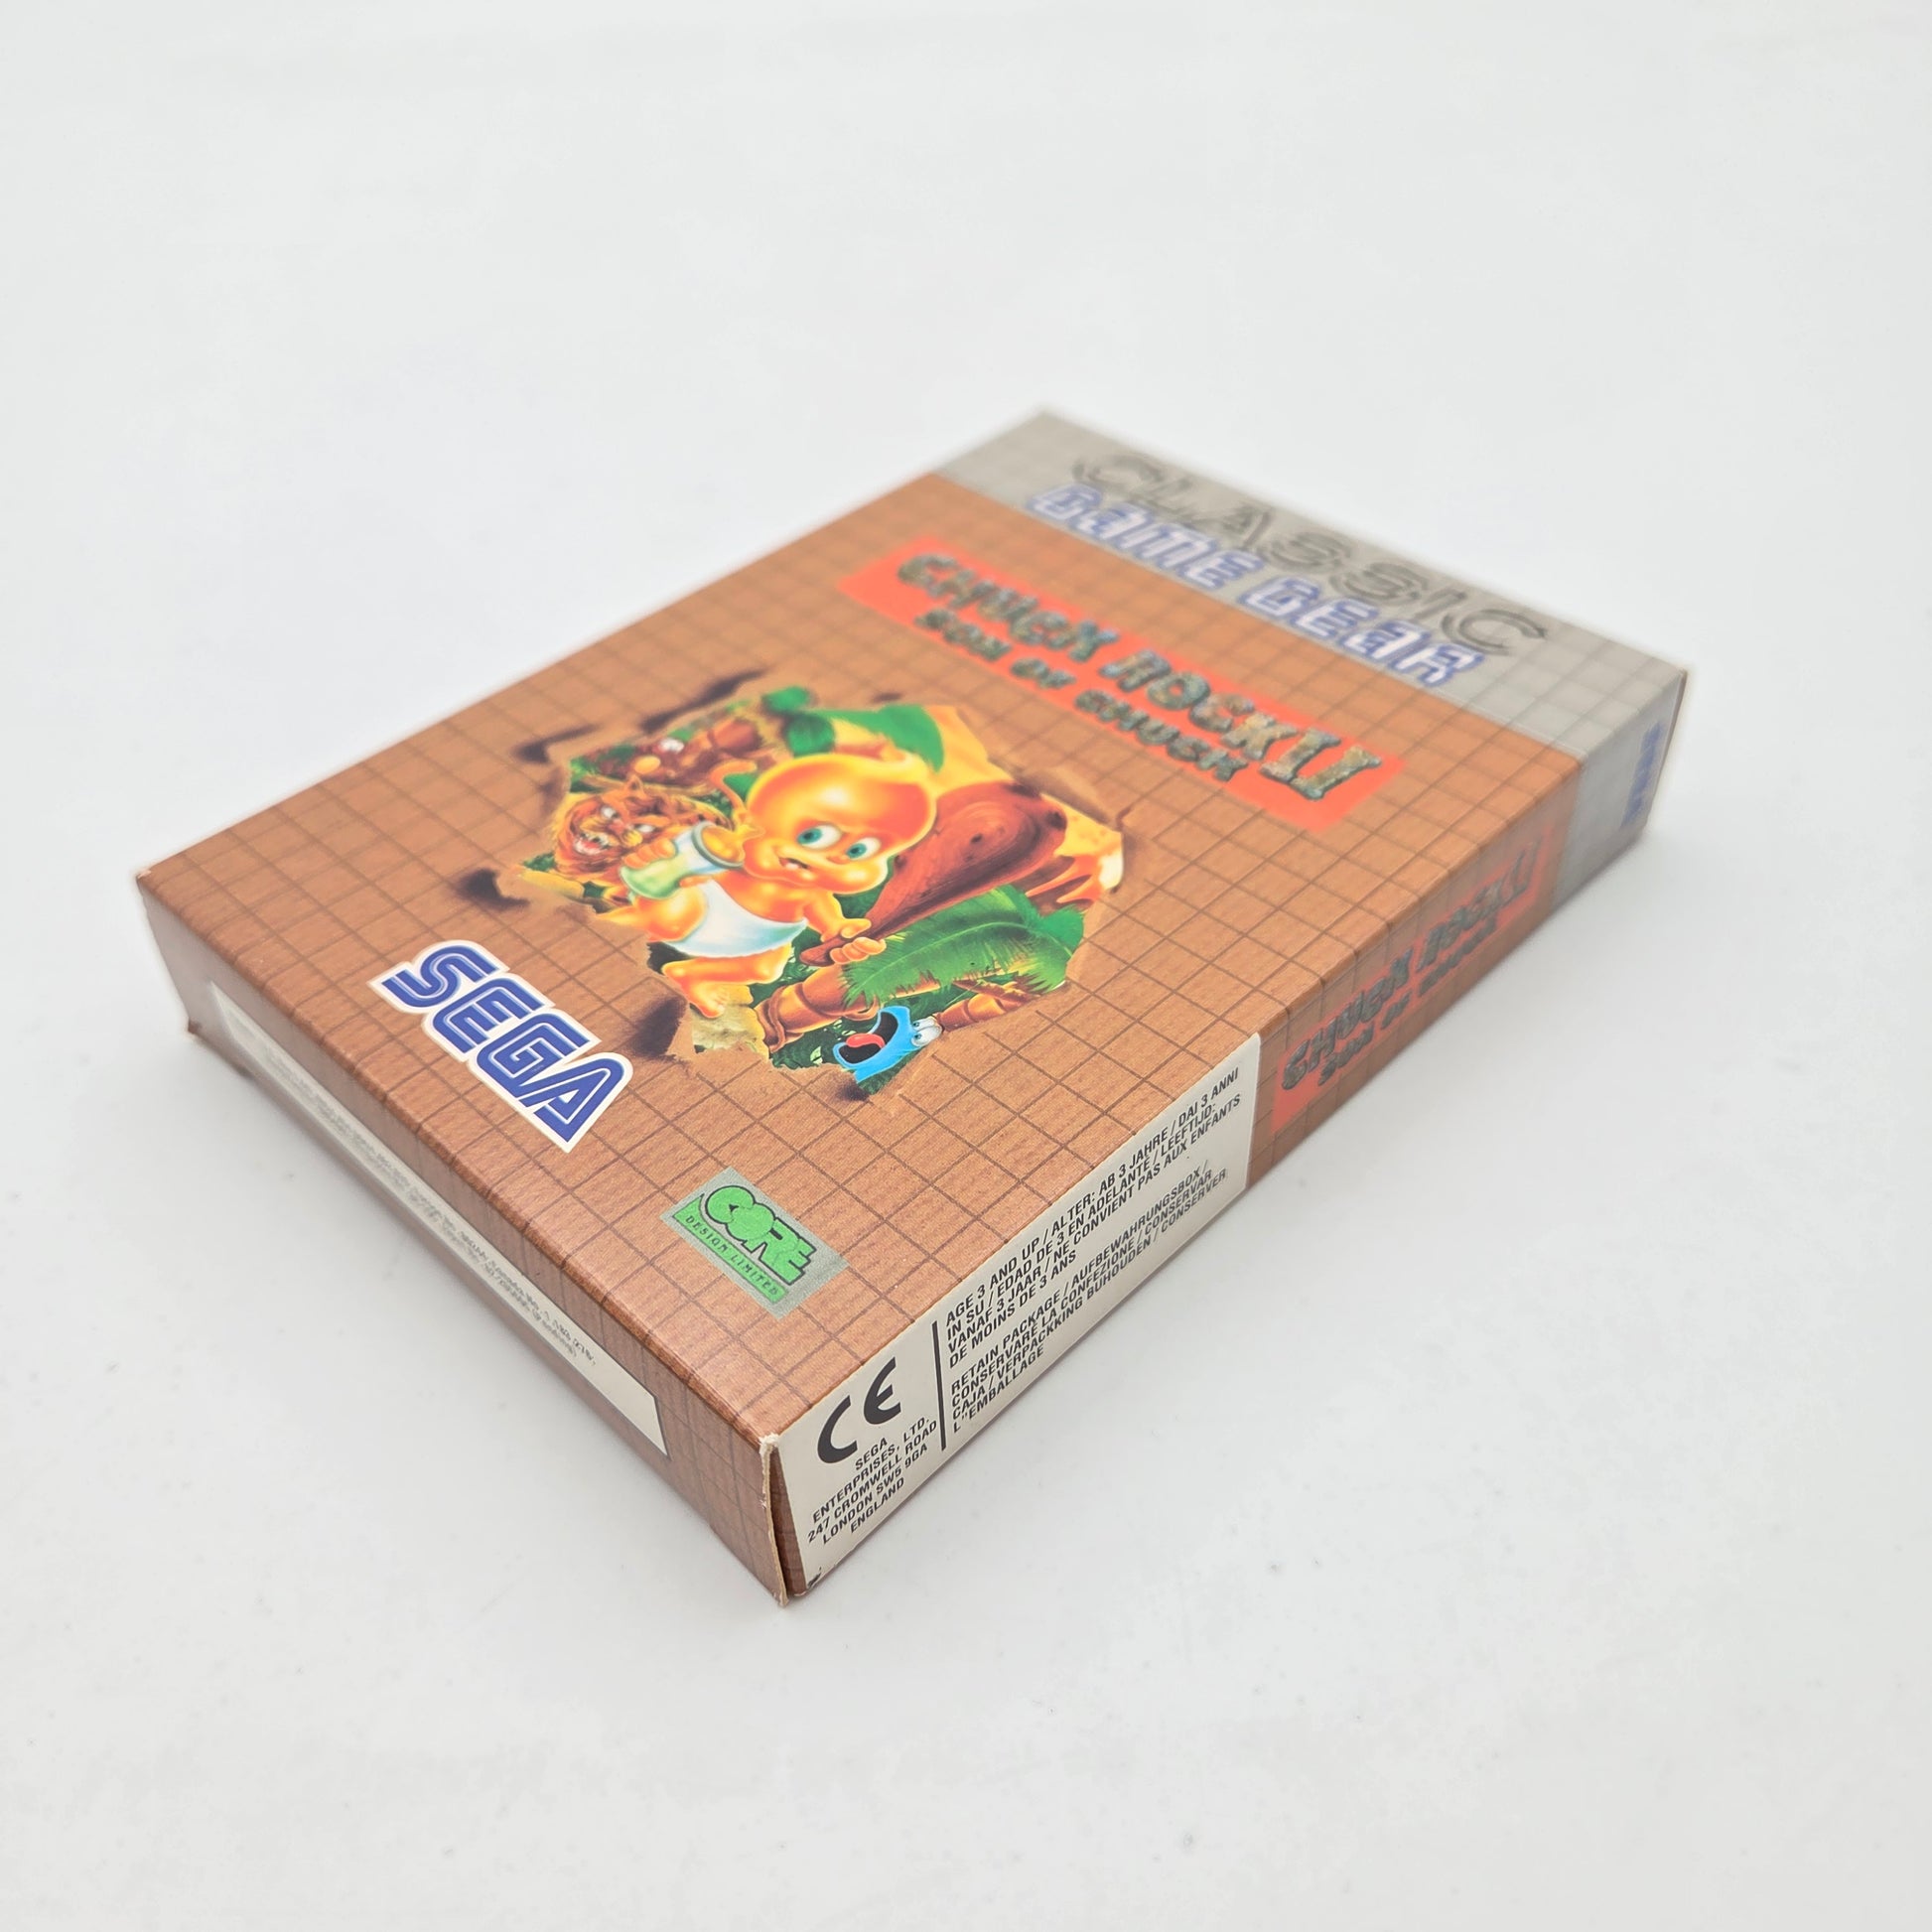 CLASSIC
GAME GEAR
CHUCK ROCK II
SON OF CHUCK
SEGA
CORE
DESIGN LIMITED
CHUCK ROCK II
SON OF CHUCK
CE
SEGA
ENTERPRISES, LTD.
247 CROMWELL ROAD
LONDON SW5 9GA
ENGLAND
AGE 3 AND UP / ALTER: AB 3 JAHRE / DAI 3 ANNI
IN SU / EDAD DE 3 EN ADELANTE / LEEFTIJD:
VANAF 3 JAAR / NE CONVIENT PAS AUX ENFANTS
DE MOINS DE 3 ANS
RETAIN PACKAGE / AUFBEWAHRUNGSBOX /
CONSERVARE LA CONFEZIONE / CONSERVAR
CAJA / VERPACKKING BUHOUDEN / CONSERVER
L''EMBALLAGE